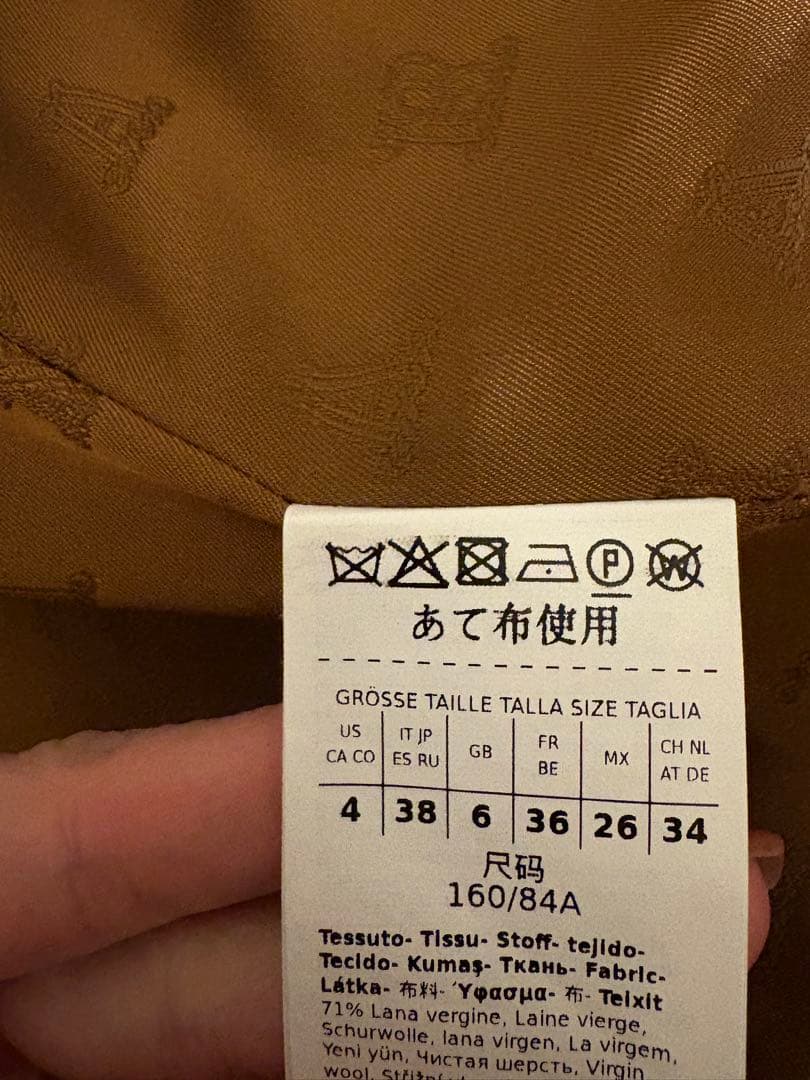 P W
あて布使用
GRÖSSE TAILLE TALLA SIZE TAGLIA
US CA CO IT JP ES RU GB FR BE MX CH NL AT DE
4 38 6 36 26 34
尺码
160/84A
Tessuto- Tissu- Stoff- tejido-
Tecido- Kumaş- Ткань- Fabric-
Látka- 布料- Ύφασμα- 布- Teixit
71% Lana vergine, Laine vierge,
Schurwolle, lana virgen, La virgem,
Yeni yün, Чистая шерсть, Virgin
wool,